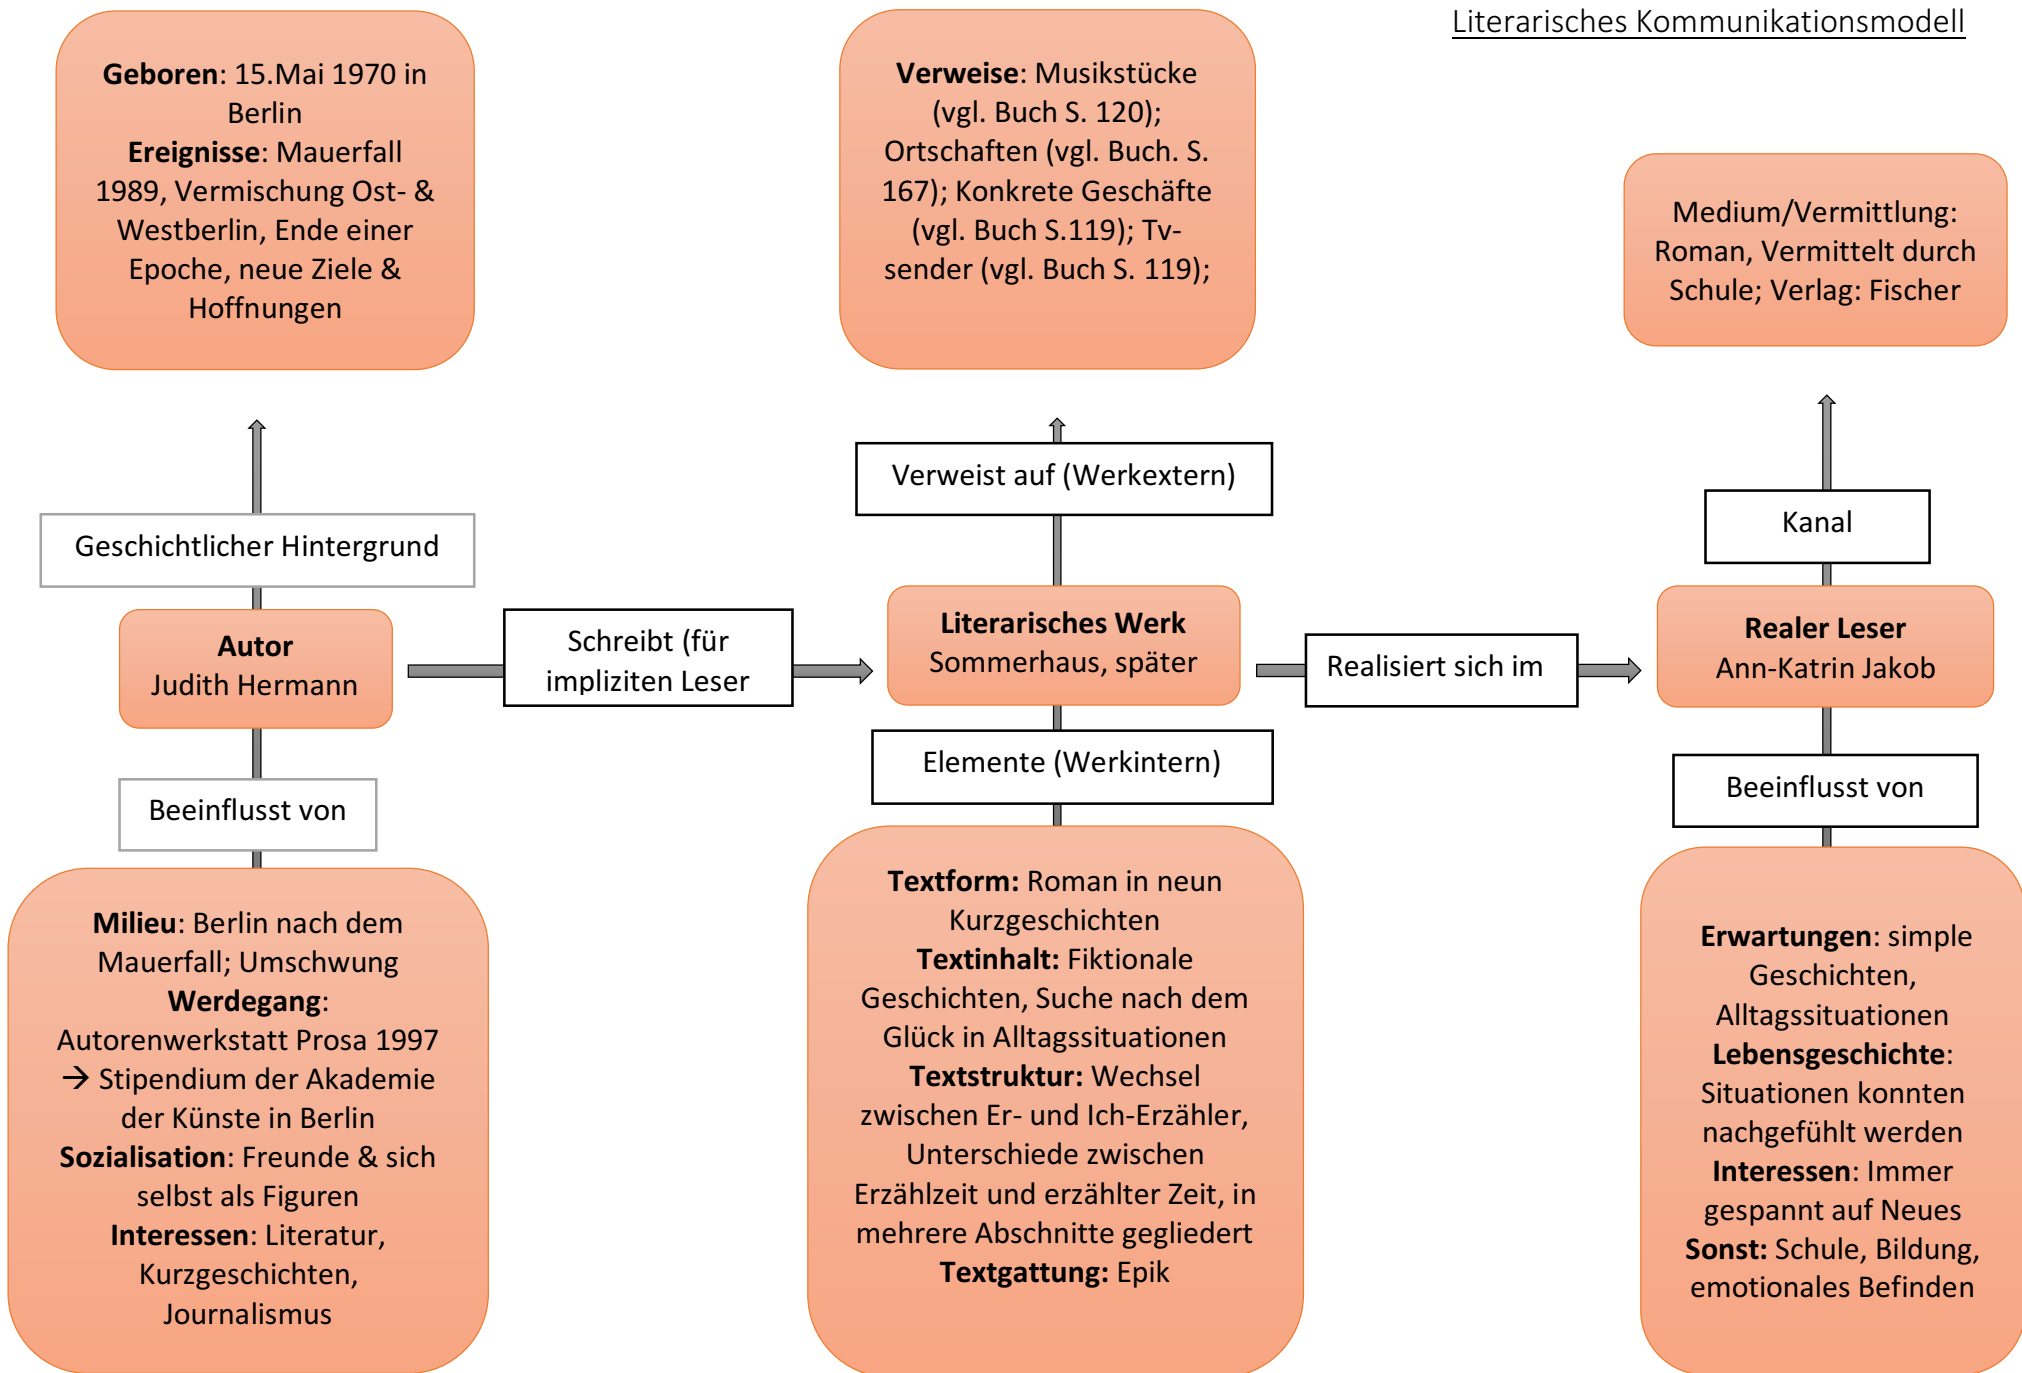 Literarisches Kommunikationsmodell
Geboren: 15.Mai 1970 in
Berlin
Ereignisse: Mauerfall
1989, Vermischung Ost- &
Westberlin, Ende einer
Epoche, neue Ziele &
Hoffnungen
Verweise: Musikstücke
(vgl. Buch S. 120);
Ortschaften (vgl. Buch. S.
167); Konkrete Geschäfte
(vgl. Buch S.119); Tv-
sender (vgl. Buch S. 119);
Medium/Vermittlung:
Roman, Vermittelt durch
Schule; Verlag: Fischer
Geschichtlicher Hintergrund
Verweist auf (Werkextern)
Kanal
Autor
Judith Hermann
Schreibt (für
impliziten Leser
Literarisches Werk
Sommerhaus, später
Realisiert sich im
Realer Leser
Ann-Katrin Jakob
Beeinflusst von
Elemente (Werkintern)
Beeinflusst von
Milieu: Berlin nach dem
Mauerfall; Umschwung
Werdegang:
Autorenwerkstatt Prosa 1997
→ Stipendium der Akademie
der Künste in Berlin
Sozialisation: Freunde & sich
selbst als Figuren
Interessen: Literatur,
Kurzgeschichten,
Journalismus
Textform: Roman in neun
Kurzgeschichten
Textinhalt: Fiktionale
Geschichten, Suche nach dem
Glück in Alltagssituationen
Textstruktur: Wechsel
zwischen Er- und Ich-Erzähler,
Unterschiede zwischen
Erzählzeit und erzählter Zeit, in
mehrere Abschnitte gegliedert
Textgattung: Epik
Erwartungen: simple
Geschichten,
Alltagssituationen
Lebensgeschichte:
Situationen konnten
nachgefühlt werden
Interessen: Immer
gespannt auf Neues
Sonst: Schule, Bildung,
emotionales Befinden